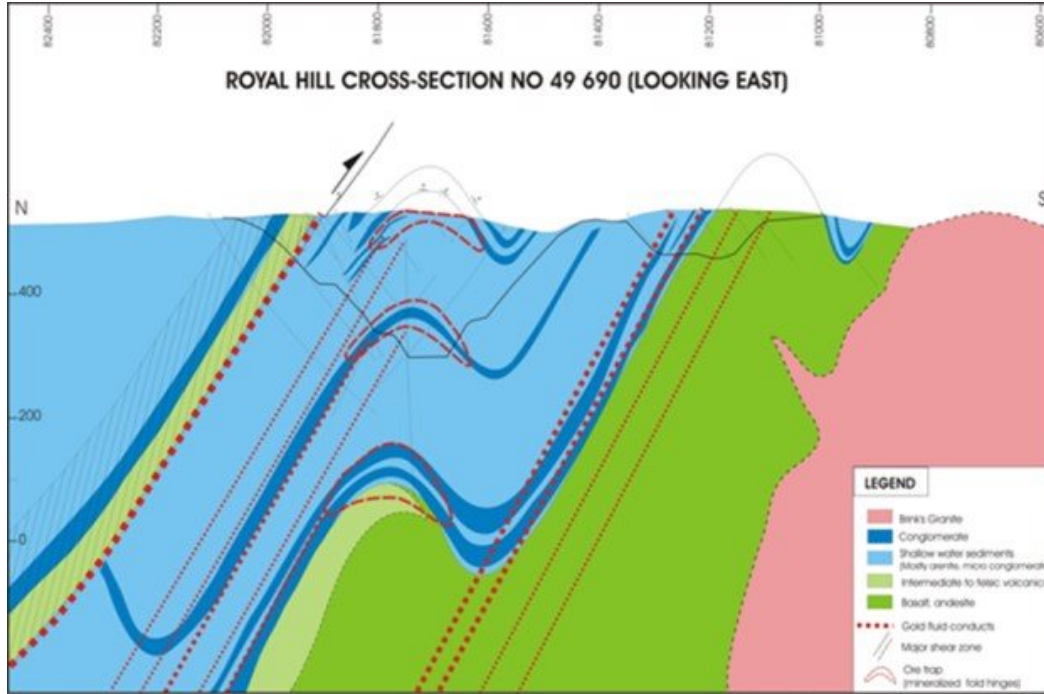 82400 82200 82000 81800 81600 81400 81200 81000 80800 80600
ROYAL HILL CROSS-SECTION NO 49 690 (LOOKING EAST)
N S
400
200
0
LEGEND
Brink's Granite
Conglomerate
Shallow water sediments
(Mostly arenite, micro conglomerate
Intermediate to felsic volcanic
Basalt, andesite
Gold fluid conducts
Major shear zone
Ore trap
(mineralized fold hinges)